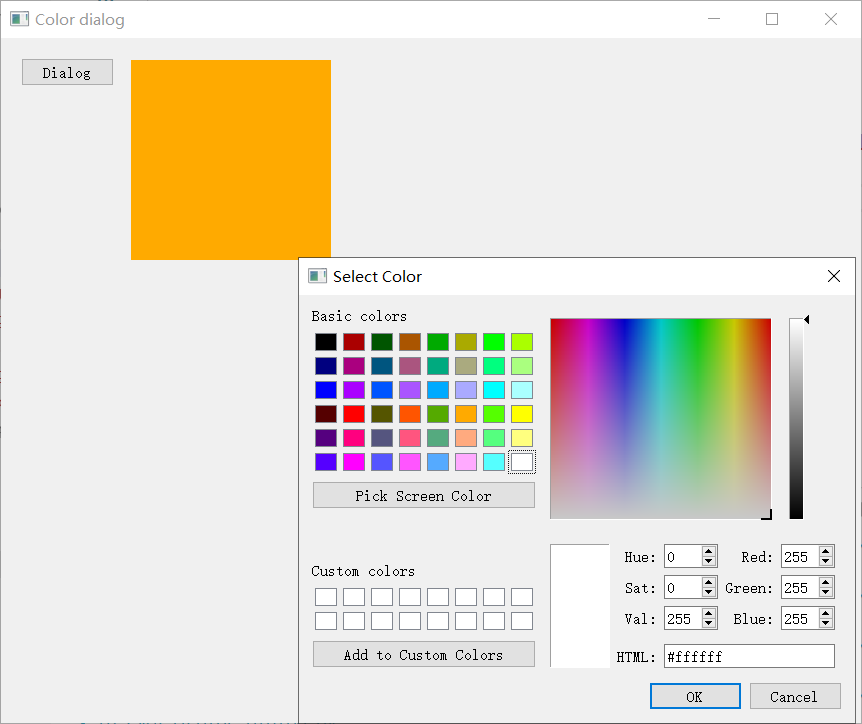 Color dialog
Dialog
Select Color
Basic colors
Pick Screen Color
Custom colors
Add to Custom Colors
Hue: 0 Red: 255
Sat: 0 Green: 255
Val: 255 Blue: 255
HTML: #ffffff
OK Cancel